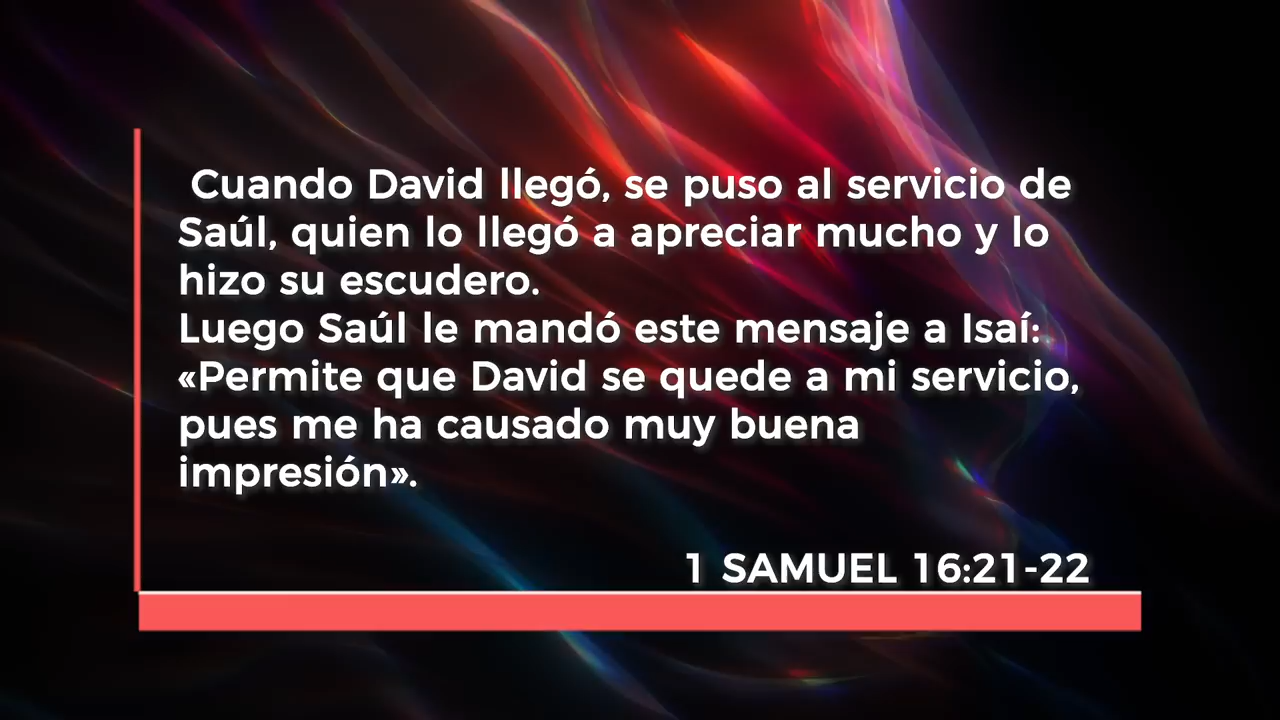 Cuando David llegó, se puso al servicio de
Saúl, quien lo llegó a apreciar mucho y lo
hizo su escudero.
Luego Saúl le mandó este mensaje a Isaí:
«Permite que David se quede a mi servicio,
pues me ha causado muy buena
impresión».
1 SAMUEL 16:21-22